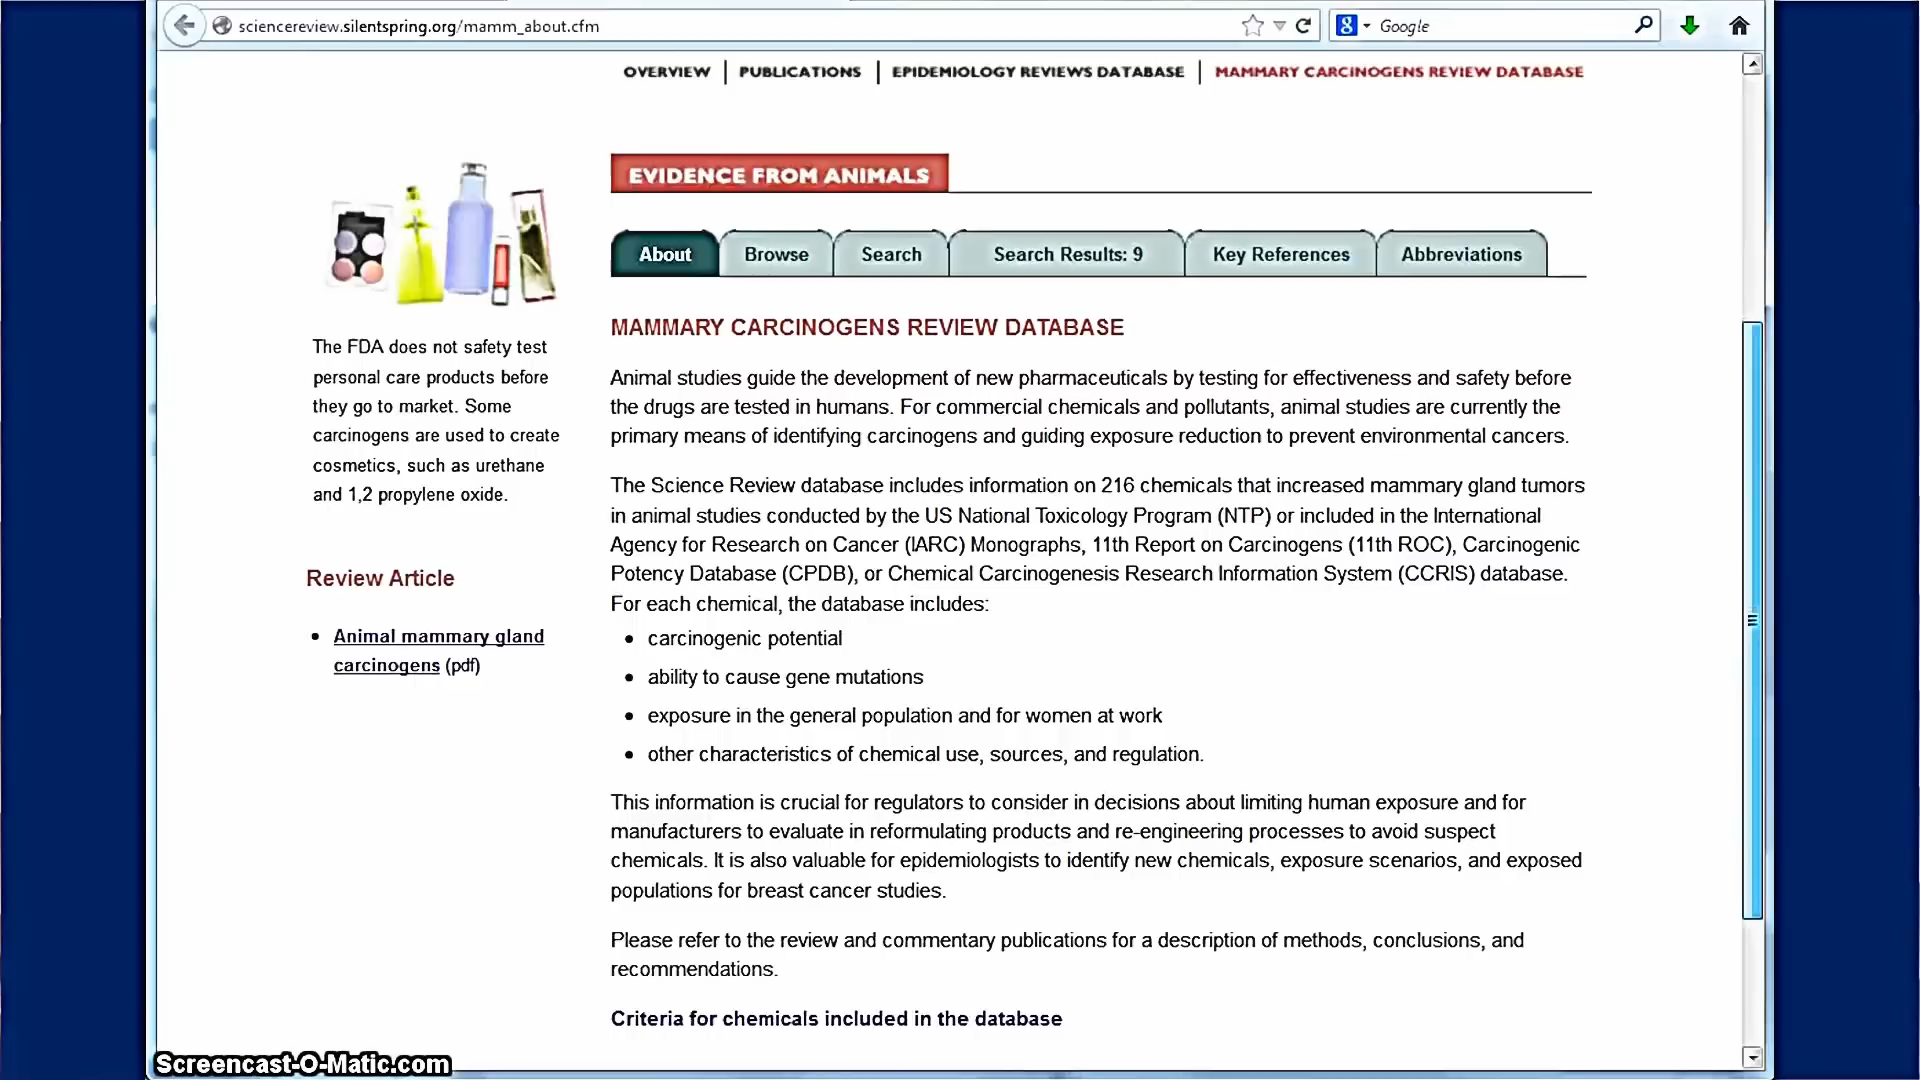 sciencereview.silentspring.org/mamm_about.cfm
Google
OVERVIEW | PUBLICATIONS | EPIDEMIOLOGY REVIEWS DATABASE | MAMMARY CARCINOGENS REVIEW DATABASE
EVIDENCE FROM ANIMALS
About Browse Search Search Results: 9 Key References Abbreviations
The FDA does not safety test
personal care products before
they go to market. Some
carcinogens are used to create
cosmetics, such as urethane
and 1,2 propylene oxide.
Review Article
• Animal mammary gland
carcinogens (pdf)
MAMMARY CARCINOGENS REVIEW DATABASE
Animal studies guide the development of new pharmaceuticals by testing for effectiveness and safety before
the drugs are tested in humans. For commercial chemicals and pollutants, animal studies are currently the
primary means of identifying carcinogens and guiding exposure reduction to prevent environmental cancers.
The Science Review database includes information on 216 chemicals that increased mammary gland tumors
in animal studies conducted by the US National Toxicology Program (NTP) or included in the International
Agency for Research on Cancer (IARC) Monographs, 11th Report on Carcinogens (11th ROC), Carcinogenic
Potency Database (CPDB), or Chemical Carcinogenesis Research Information System (CCRIS) database.
For each chemical, the database includes:
• carcinogenic potential
• ability to cause gene mutations
• exposure in the general population and for women at work
• other characteristics of chemical use, sources, and regulation.
This information is crucial for regulators to consider in decisions about limiting human exposure and for
manufacturers to evaluate in reformulating products and re-engineering processes to avoid suspect
chemicals. It is also valuable for epidemiologists to identify new chemicals, exposure scenarios, and exposed
populations for breast cancer studies.
Please refer to the review and commentary publications for a description of methods, conclusions, and
recommendations.
Criteria for chemicals included in the database
Screencast-O-Matic.com